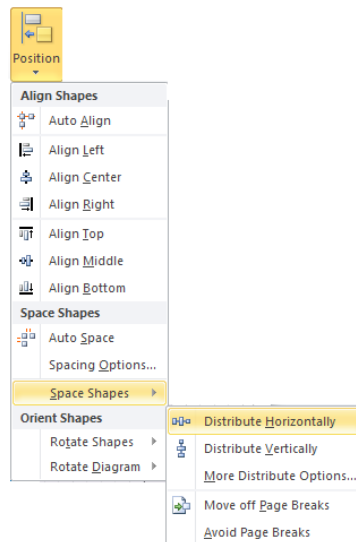 Position
Align Shapes
Auto Align
Align Left
Align Center
Align Right
Align Top
Align Middle
Align Bottom
Space Shapes
Auto Space
Spacing Options...
Space Shapes
Orient Shapes
Rotate Shapes
Rotate Diagram
Distribute Horizontally
Distribute Vertically
More Distribute Options...
Move off Page Breaks
Avoid Page Breaks